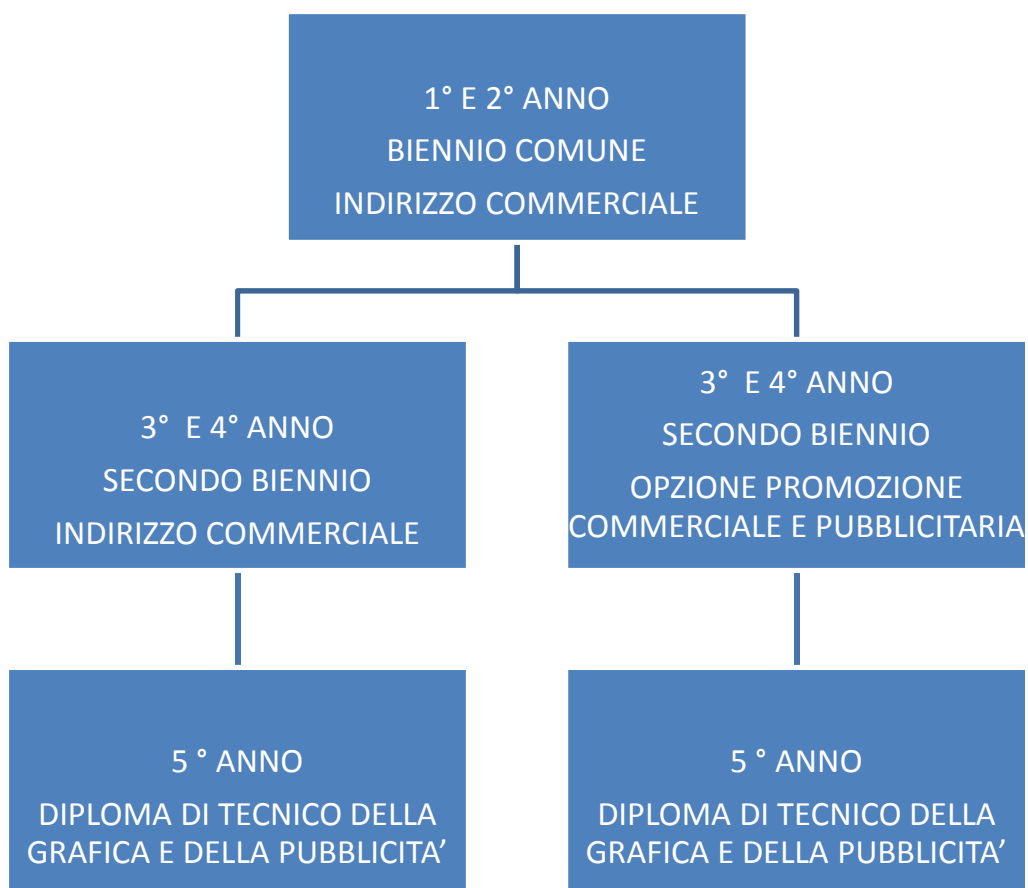 1° E 2° ANNO
BIENNIO COMUNE
INDIRIZZO COMMERCIALE
3° E 4° ANNO
SECONDO BIENNIO
INDIRIZZO COMMERCIALE
3° E 4° ANNO
SECONDO BIENNIO
OPZIONE PROMOZIONE
COMMERCIALE E PUBBLICITARIA
5 ° ANNO
DIPLOMA DI TECNICO DELLA
GRAFICA E DELLA PUBBLICITA’
5 ° ANNO
DIPLOMA DI TECNICO DELLA
GRAFICA E DELLA PUBBLICITA’